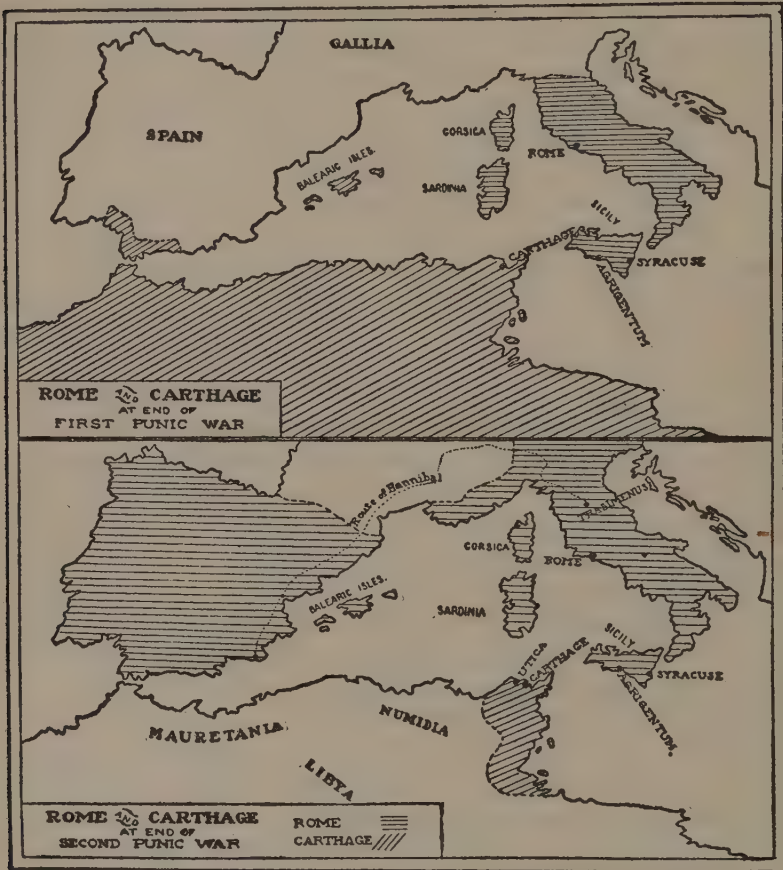 GALLIA
SPAIN
CORSICA
ROME
BALEARIC ISLES.
SARDINIA
SICILY
CARTHAGE
SYRACUSE
AGRIGENTUM
ROME AND CARTHAGE
AT END OF
FIRST PUNIC WAR
Route of Hannibal
TRASIMENUS
CORSICA
ROME
BALEARIC ISLES.
SARDINIA
SICILY
UTICA
CARTHAGE
SYRACUSE
AGRIGENTUM.
MAURETANIA
NUMIDIA
LIBYA
ROME AND CARTHAGE
AT END OF
SECOND PUNIC WAR
ROME
CARTHAGE